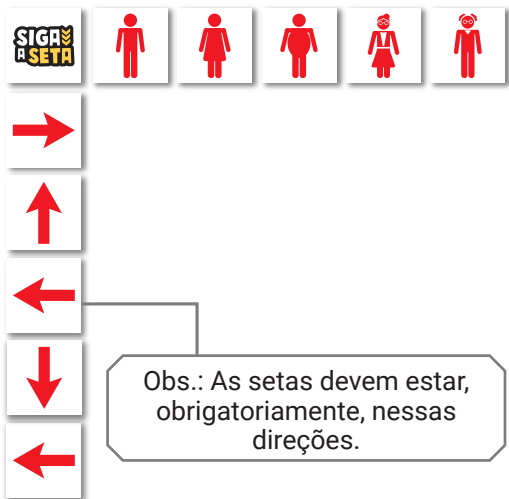 SIGA
A SETA
Obs.: As setas devem estar,
obrigatoriamente, nessas
direções.